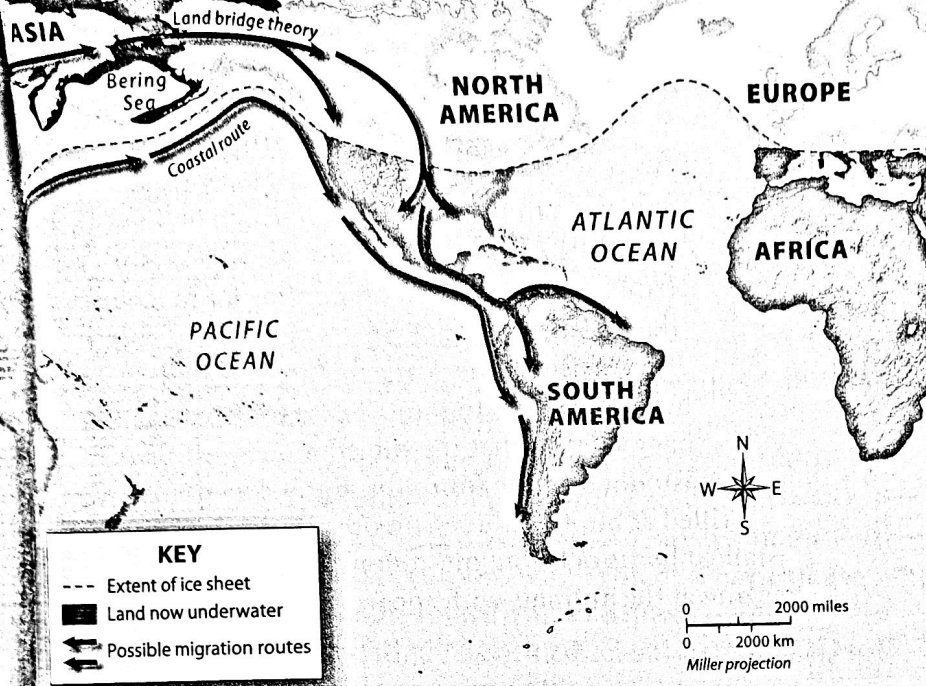 ASIA
Land bridge theory
Bering
Sea
NORTH
AMERICA
EUROPE
Coastal route
ATLANTIC
OCEAN
AFRICA
PACIFIC
OCEAN
SOUTH
AMERICA
N
W E
S
KEY
Extent of ice sheet
Land now underwater
Possible migration routes
0 2000 miles
0 2000 km
Miller projection